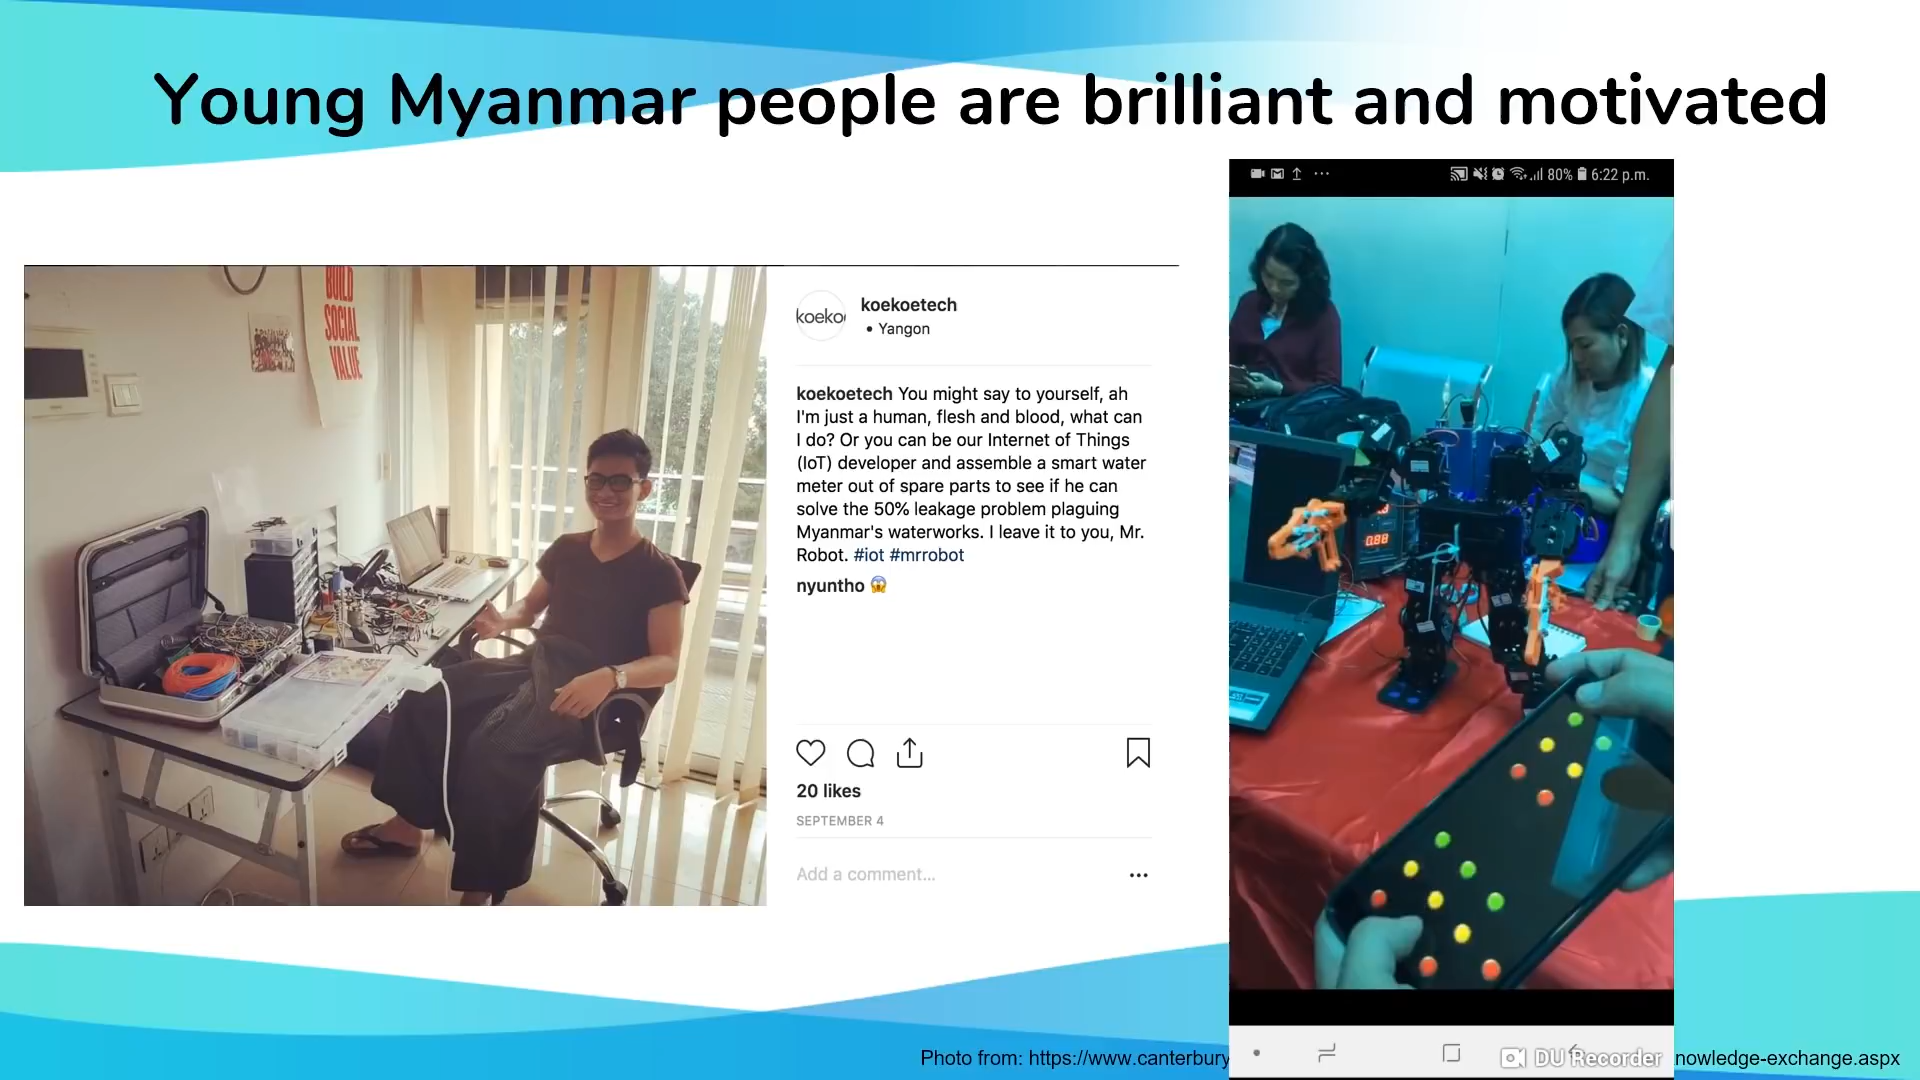 Young Myanmar people are brilliant and motivated
80% 6:22 p.m.
BUILD
SOCIAL
VALUE
koeko
koekoetech
• Yangon
koekoetech You might say to yourself, ah
I'm just a human, flesh and blood, what can
I do? Or you can be our Internet of Things
(IoT) developer and assemble a smart water
meter out of spare parts to see if he can
solve the 50% leakage problem plaguing
Myanmar's waterworks. I leave it to you, Mr.
Robot. #iot #mrrobot
nyuntho 😱
20 likes
SEPTEMBER 4
Add a comment...
0.88
DU Recorder
Photo from: https://www.canterbury
nowledge-exchange.aspx